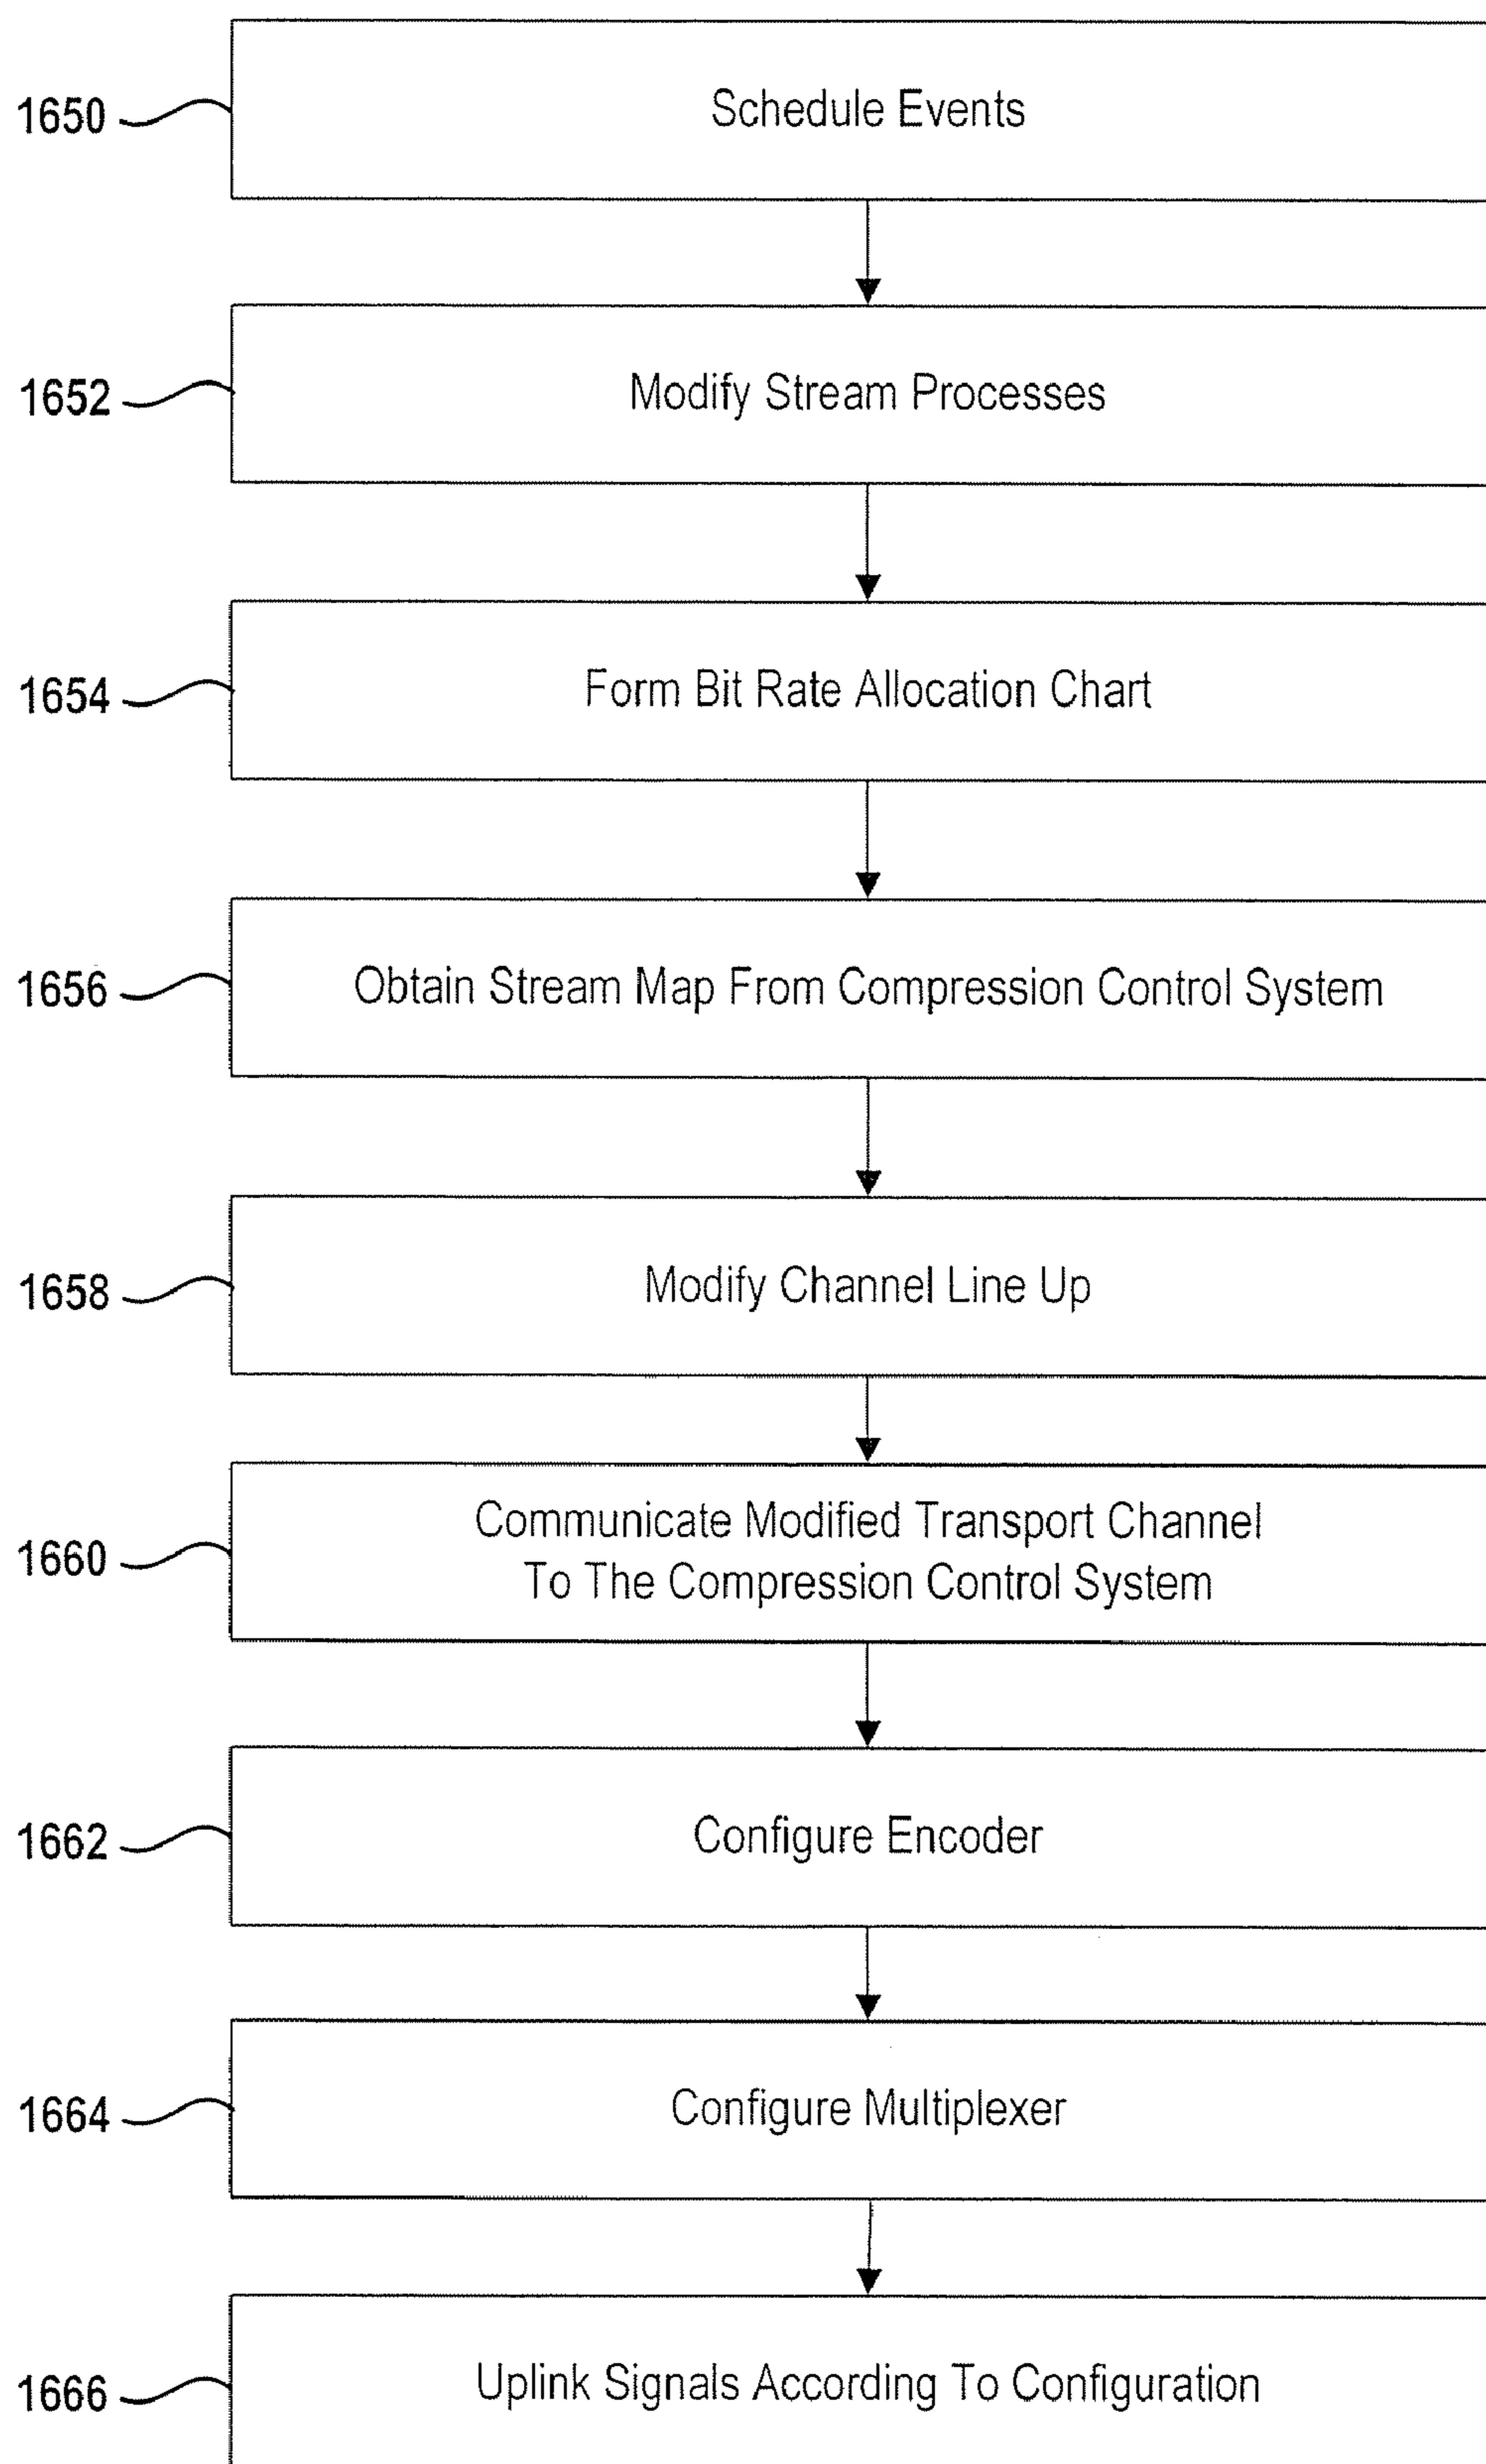 1650
Schedule Events
1652
Modify Stream Processes
1654
Form Bit Rate Allocation Chart
1656
Obtain Stream Map From Compression Control System
1658
Modify Channel Line Up
1660
Communicate Modified Transport Channel
To The Compression Control System
1662
Configure Encoder
1664
Configure Multiplexer
1666
Uplink Signals According To Configuration